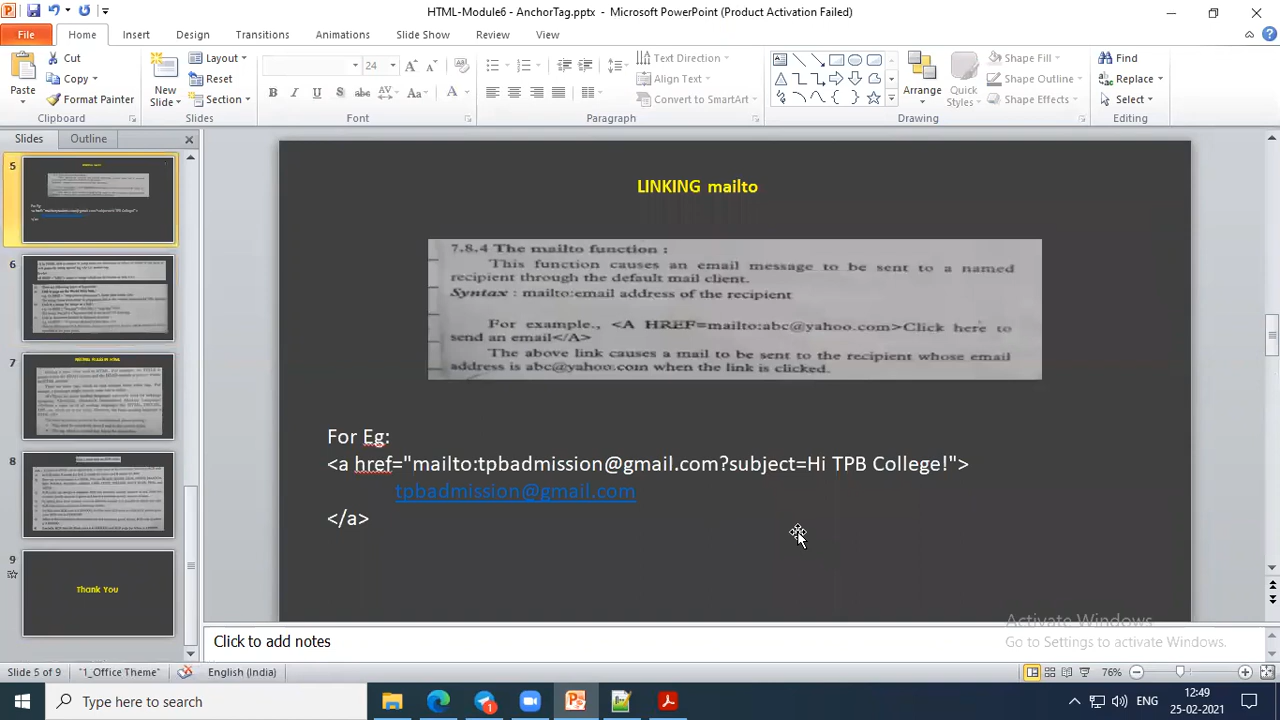 HTML-Module6 - AnchorTag.pptx - Microsoft PowerPoint (Product Activation Failed)
File Home Insert Design Transitions Animations Slide Show Review View
Paste
Cut
Copy
Format Painter
Clipboard
New Slide
Layout
Reset
Section
Slides
24
B I U S abc AV Aa A
Font
Text Direction
Align Text
Convert to SmartArt
Paragraph
Arrange
Quick Styles
Shape Fill
Shape Outline
Shape Effects
Drawing
Find
Replace
Select
Editing
Slides Outline
5
6
7
8
9
Thank You
LINKING mailto
7.8.4 The mailto function :
This function causes an email message to be sent to a named
recipient through the default mail client.
Syntax : mailto:email address of the recipient
For example., <A HREF=mailto:abc@yahoo.com>Click here to
send an email</A>
The above link causes a mail to be sent to the recipient whose email
address is abc@yahoo.com when the link is clicked.
For Eg:
<a href="mailto:tpbadmission@gmail.com?subject=Hi TPB College!">
tpbadmission@gmail.com
</a>
Activate Windows
Go to Settings to activate Windows.
Click to add notes
Slide 5 of 9 "1_Office Theme" English (India) 76%
Type here to search
ENG
12:49
25-02-2021